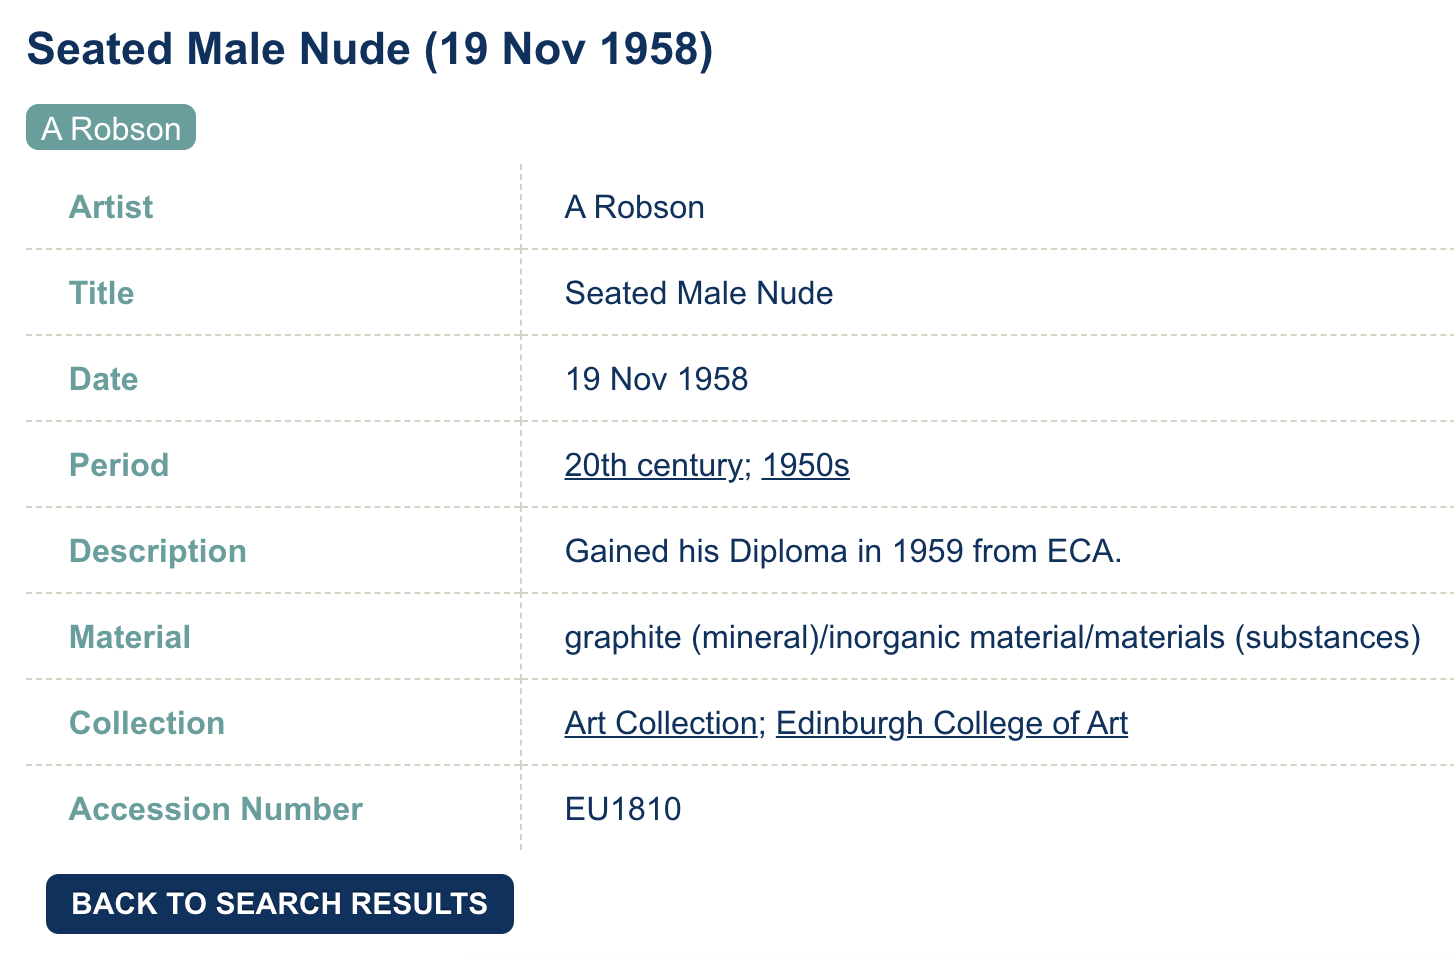 Seated Male Nude (19 Nov 1958)
A Robson
Artist A Robson
Title Seated Male Nude
Date 19 Nov 1958
Period 20th century; 1950s
Description Gained his Diploma in 1959 from ECA.
Material graphite (mineral)/inorganic material/materials (substances)
Collection Art Collection; Edinburgh College of Art
Accession Number EU1810
BACK TO SEARCH RESULTS